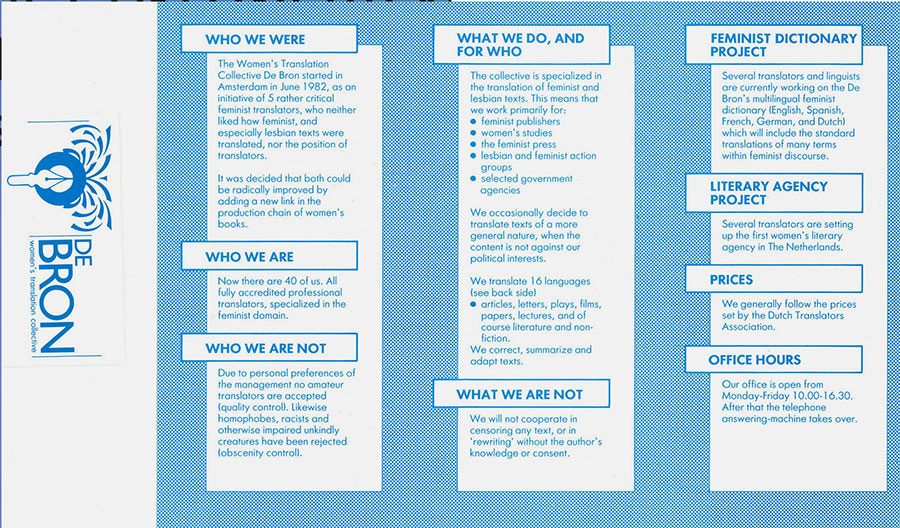 DE
BRON
women's translation collective
WHO WE WERE
The Women's Translation
Collective De Bron started in
Amsterdam in June 1982, as an
initiative of 5 rather critical
feminist translators, who neither
liked how feminist, and
especially lesbian texts were
translated, nor the position of
translators.
It was decided that both could
be radically improved by
adding a new link in the
production chain of women's
books.
WHO WE ARE
Now there are 40 of us. All
fully accredited professional
translators, specialized in the
feminist domain.
WHO WE ARE NOT
Due to personal preferences of
the management no amateur
translators are accepted
(quality control). Likewise
homophobes, racists and
otherwise impaired unkindly
creatures have been rejected
(obscenity control).
WHAT WE DO, AND
FOR WHO
The collective is specialized in
the translation of feminist and
lesbian texts. This means that
we work primarily for:
● feminist publishers
● women's studies
● the feminist press
● lesbian and feminist action
groups
● selected government
agencies
We occasionally decide to
translate texts of a more
general nature, when the
content is not against our
political interests.
We translate 16 languages
(see back side)
● articles, letters, plays, films,
papers, lectures, and of
course literature and non-
fiction.
We correct, summarize and
adapt texts.
WHAT WE ARE NOT
We will not cooperate in
censoring any text, or in
'rewriting' without the author's
knowledge or consent.
FEMINIST DICTIONARY
PROJECT
Several translators and linguists
are currently working on the De
Bron's multilingual feminist
dictionary (English, Spanish,
French, German, and Dutch)
which will include the standard
translations of many terms
within feminist discourse.
LITERARY AGENCY
PROJECT
Several translators are setting
up the first women's literary
agency in The Netherlands.
PRICES
We generally follow the prices
set by the Dutch Translators
Association.
OFFICE HOURS
Our office is open from
Monday-Friday 10.00-16.30.
After that the telephone
answering-machine takes over.